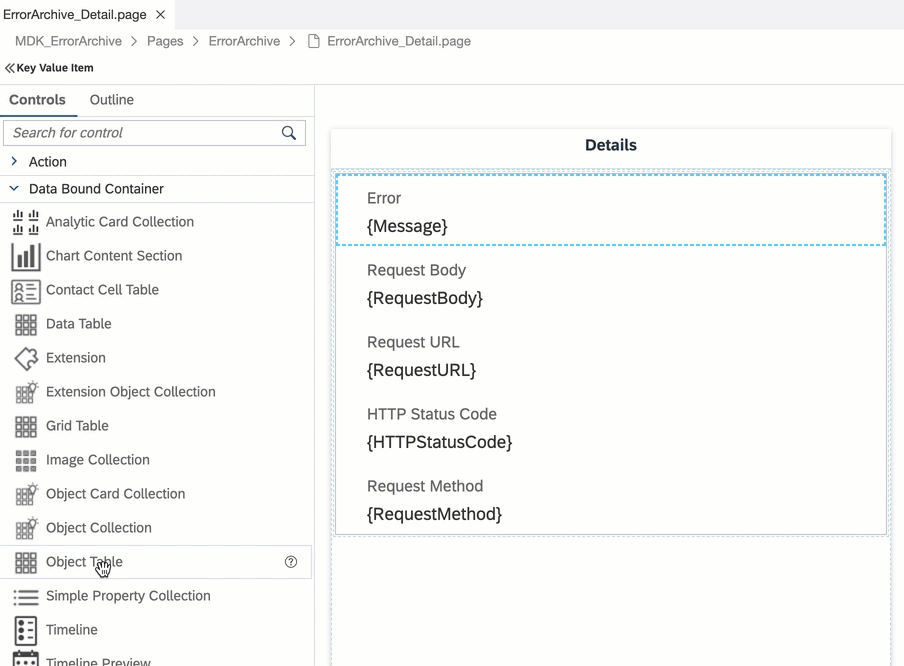 ErrorArchive_Detail.page ×
MDK_ErrorArchive > Pages > ErrorArchive > ErrorArchive_Detail.page
Key Value Item
Controls Outline
Search for control
Action
Data Bound Container
Analytic Card Collection
Chart Content Section
Contact Cell Table
Data Table
Extension
Extension Object Collection
Grid Table
Image Collection
Object Card Collection
Object Collection
Object Table
Simple Property Collection
Timeline
Timeline Preview
Details
Error
{Message}
Request Body
{RequestBody}
Request URL
{RequestURL}
HTTP Status Code
{HTTPStatusCode}
Request Method
{RequestMethod}